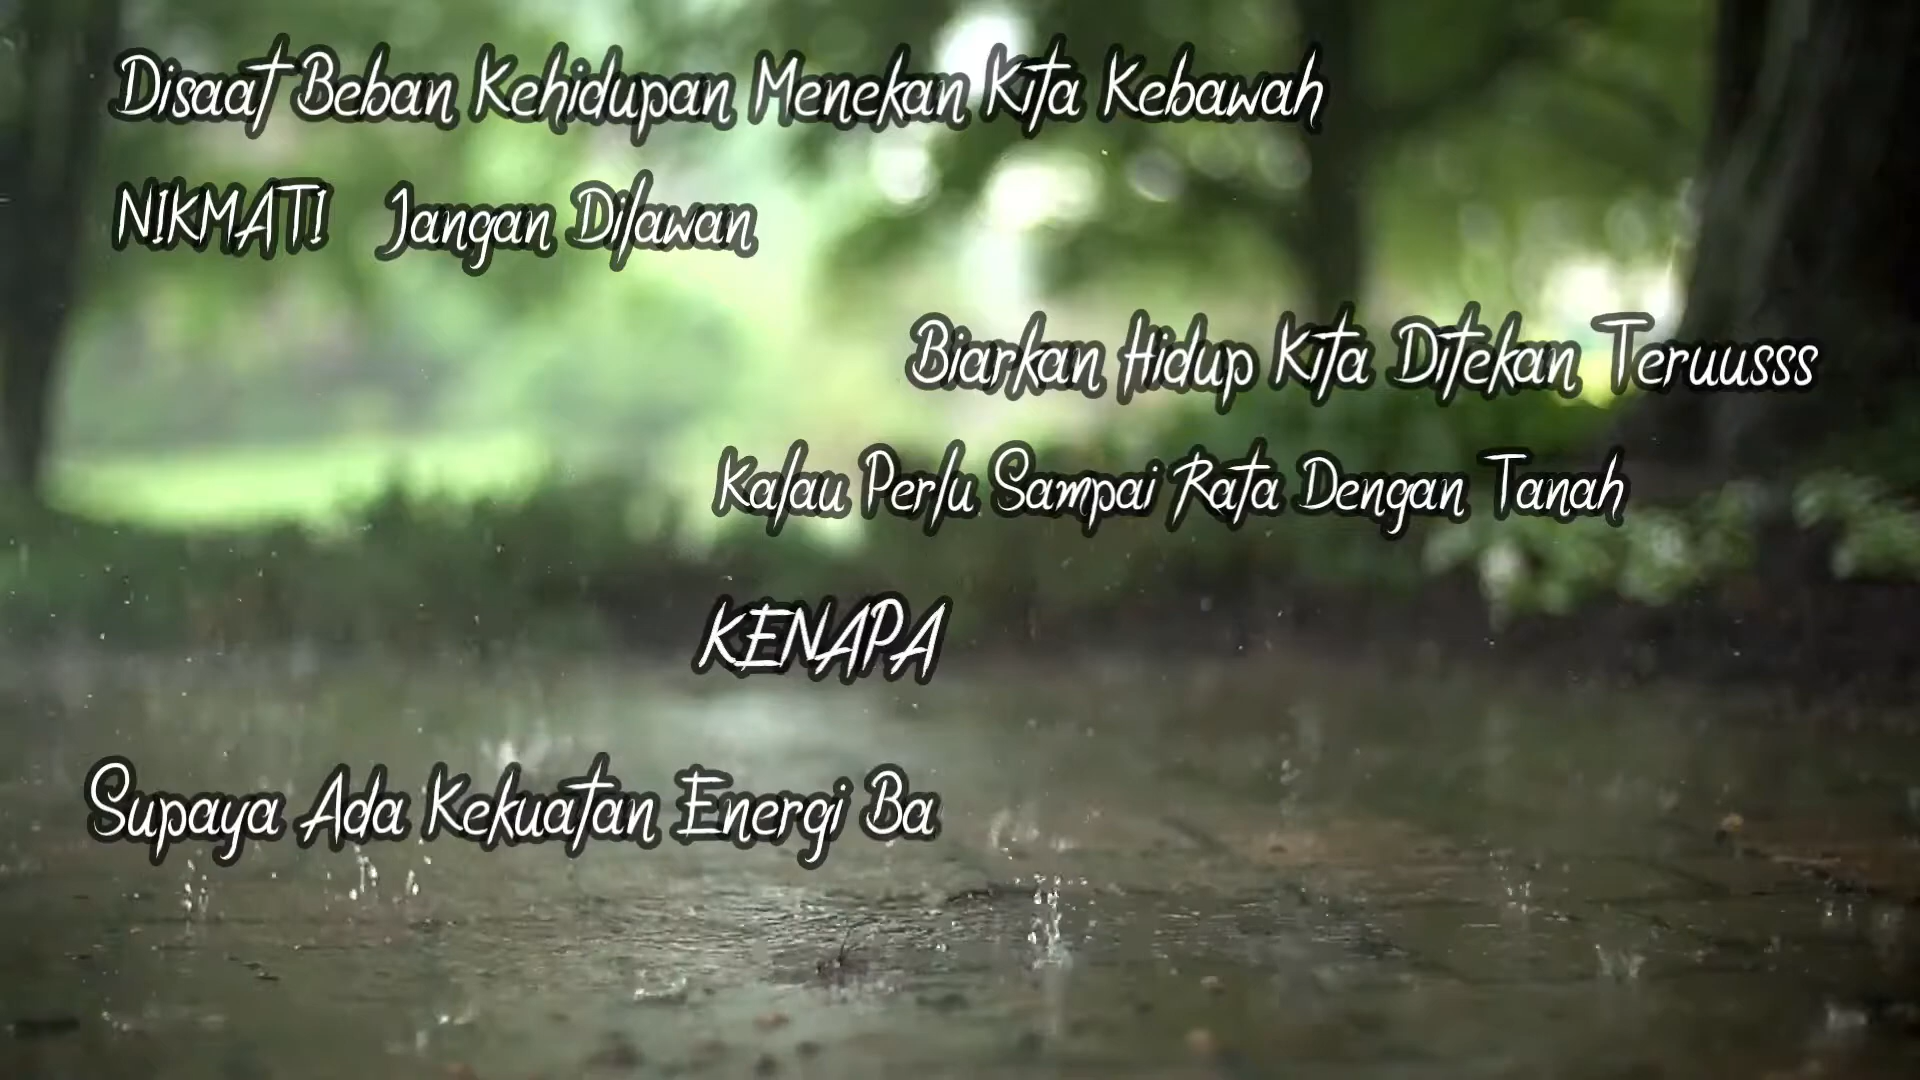 Disaat Beban Kehidupan Menekan Kita Kebawah
NIKMATI Jangan Dilawan
Biarkan Hidup Kita Ditekan Teruusss
Kalau Perlu Sampai Rata Dengan Tanah
KENAPA
Supaya Ada Kekuatan Energi Ba